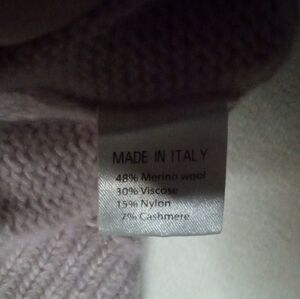 MADE IN ITALY
48% Merino wool
30% Viscose
15% Nylon
7% Cashmere